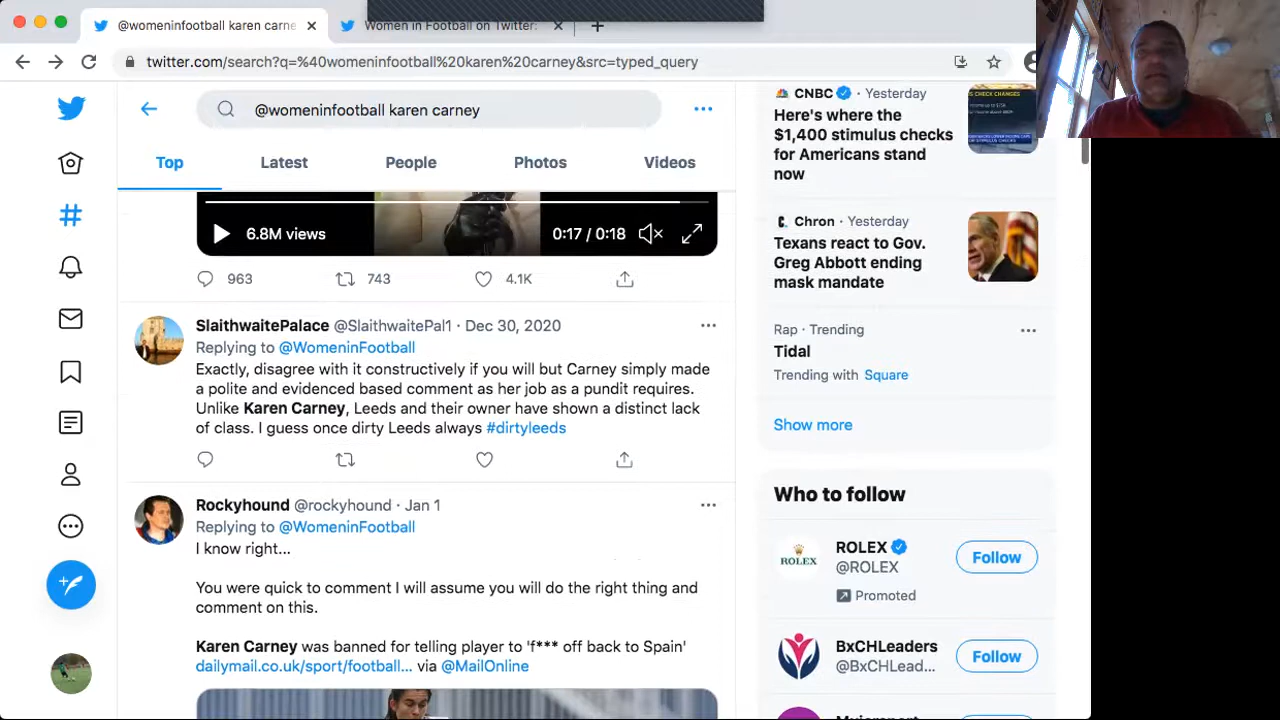 @womeninfootball karen carne
Women in Football on Twitter:
twitter.com/search?q=%40womeninfootball%20karen%20carney&src=typed_query
@womeninfootball karen carney
Top
Latest
People
Photos
Videos
6.8M views
0:17 / 0:18
963
743
4.1K
SlaithwaitePalace @SlaithwaitePal1 · Dec 30, 2020
Replying to @WomeninFootball
Exactly, disagree with it constructively if you will but Carney simply made
a polite and evidenced based comment as her job as a pundit requires.
Unlike Karen Carney, Leeds and their owner have shown a distinct lack
of class. I guess once dirty Leeds always #dirtyleeds
Rockyhound @rockyhound · Jan 1
Replying to @WomeninFootball
I know right...
You were quick to comment I will assume you will do the right thing and
comment on this.
Karen Carney was banned for telling player to 'f*** off back to Spain'
dailymail.co.uk/sport/football... via @MailOnline
CNBC · Yesterday
Here's where the
$1,400 stimulus checks
for Americans stand
now
Chron · Yesterday
Texans react to Gov.
Greg Abbott ending
mask mandate
Rap · Trending
Tidal
Trending with Square
Show more
Who to follow
ROLEX
@ROLEX
Promoted
Follow
BxCHLeaders
@BxCHLead...
Follow